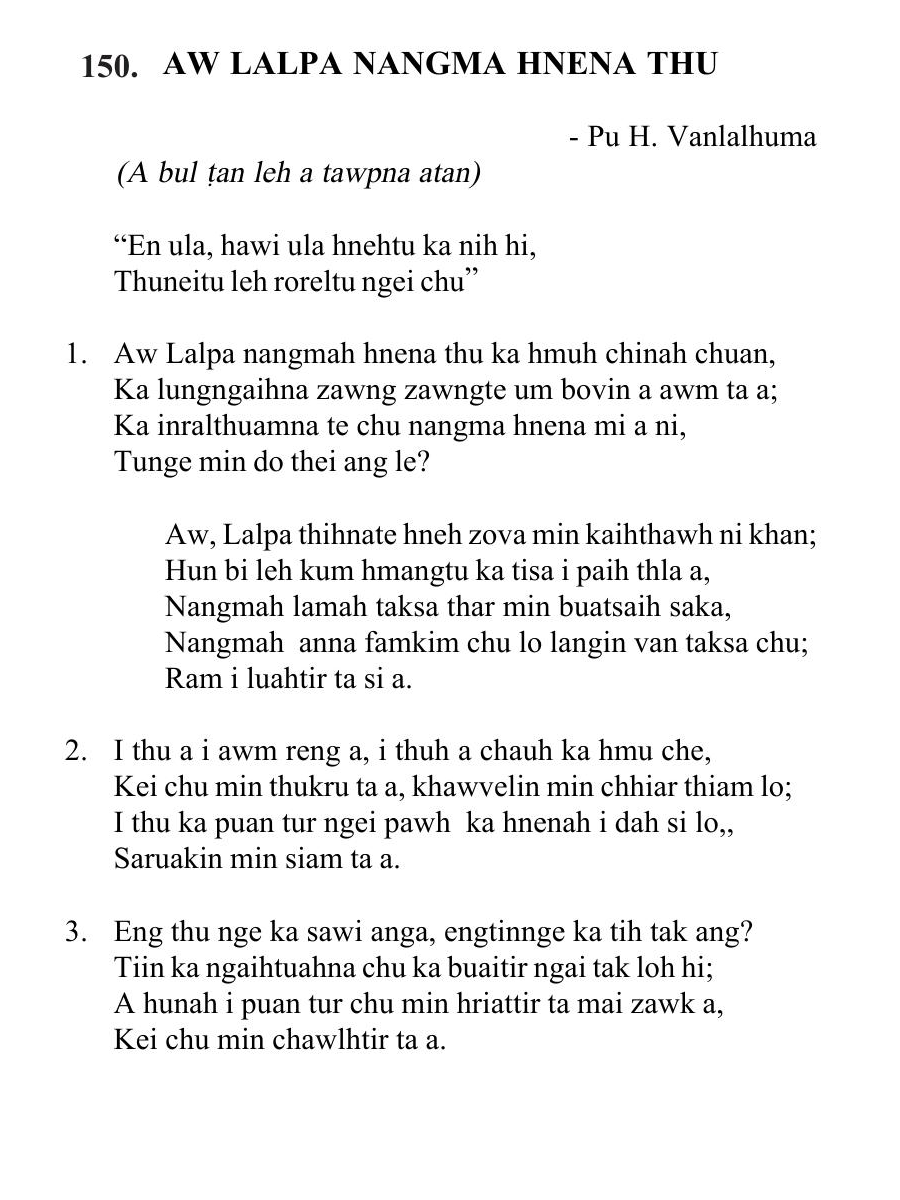 150. AW LALPA NANGMA HNENA THU
- Pu H. Vanlalhuma
(A bul ṭan leh a tawpna atan)
“En ula, hawi ula hnehtu ka nih hi,
Thuneitu leh roreltu ngei chu”
1. Aw Lalpa nangmah hnena thu ka hmuh chinah chuan,
Ka lungngaihna zawng zawngte um bovin a awm ta a;
Ka inralthuamna te chu nangma hnena mi a ni,
Tunge min do thei ang le?
Aw, Lalpa thihnate hneh zova min kaihthawh ni khan;
Hun bi leh kum hmangtu ka tisa i paih thla a,
Nangmah lamah taksa thar min buatsaih saka,
Nangmah anna famkim chu lo langin van taksa chu;
Ram i luahtir ta si a.
2. I thu a i awm reng a, i thuh a chauh ka hmu che,
Kei chu min thukru ta a, khawvelin min chhiar thiam lo;
I thu ka puan tur ngei pawh ka hnenah i dah si lo,,
Saruakin min siam ta a.
3. Eng thu nge ka sawi anga, engtinnge ka tih tak ang?
Tiin ka ngaihtuahna chu ka buaitir ngai tak loh hi;
A hunah i puan tur chu min hriattir ta mai zawk a,
Kei chu min chawlhtir ta a.